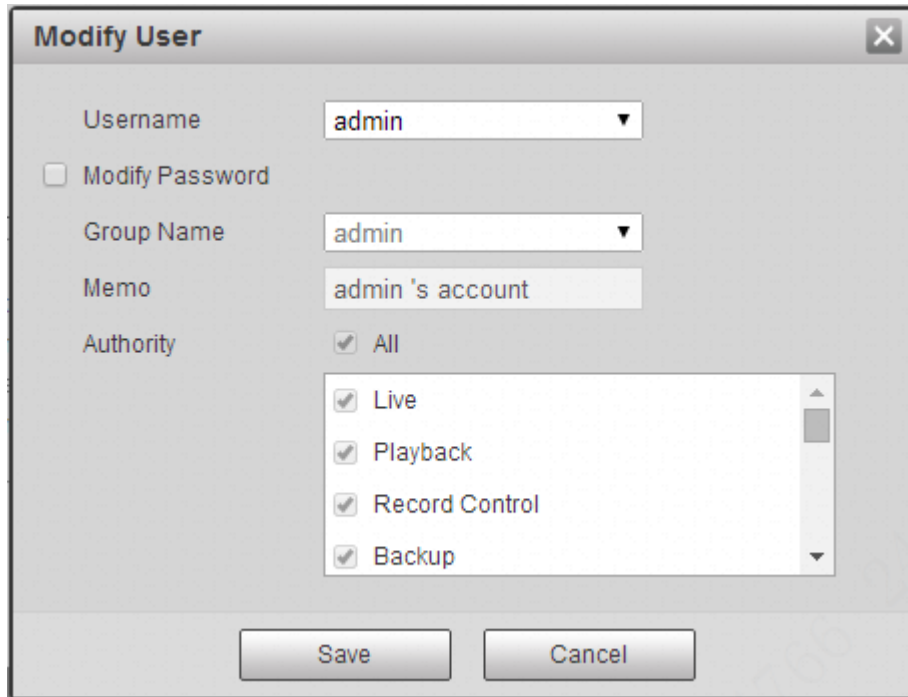 Modify User
Username admin
Modify Password
Group Name admin
Memo admin 's account
Authority All
Live
Playback
Record Control
Backup
Save Cancel